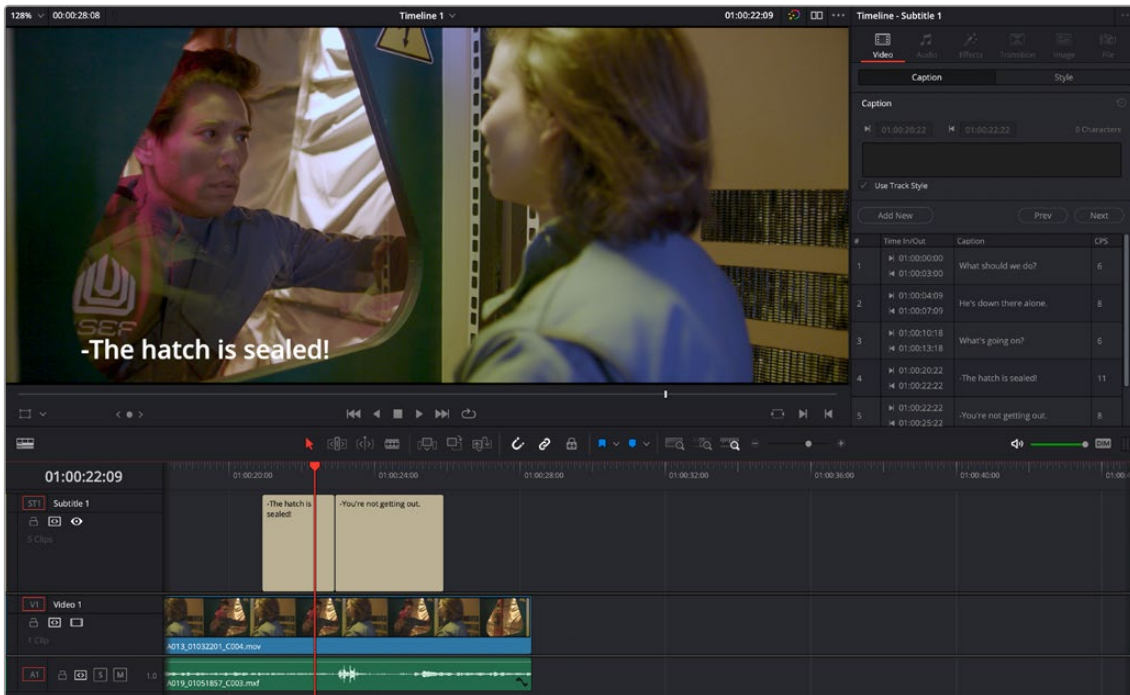 128% 00:00:28:08 Timeline 1 01:00:22:09 Timeline - Subtitle 1
Video Audio Effects Transition Image File
Caption Style
Caption
01:00:20:22 01:00:22:22 0 Characters
Use Track Style
Add New Prev Next
# Time In/Out Caption CPS
1 01:00:00:00 What should we do? 6
01:00:03:00
2 01:00:04:09 He's down there alone. 8
01:00:07:09
3 01:00:10:18 What's going on? 6
01:00:13:18
4 01:00:20:22 -The hatch is sealed! 11
01:00:22:22
5 01:00:22:22 -You're not getting out. 8
01:00:25:22
SEF
-The hatch is sealed!
DIM
01:00:22:09
01:00:20:00 01:00:24:00 01:00:28:00 01:00:32:00 01:00:36:00 01:00:40:00
ST1 Subtitle 1
5 Clips
-The hatch is
sealed!
-You're not getting out.
V1 Video 1
1 Clip
A013_01032201_C004.mov
A1 S M 1.0
A019_01051857_C003.mxf